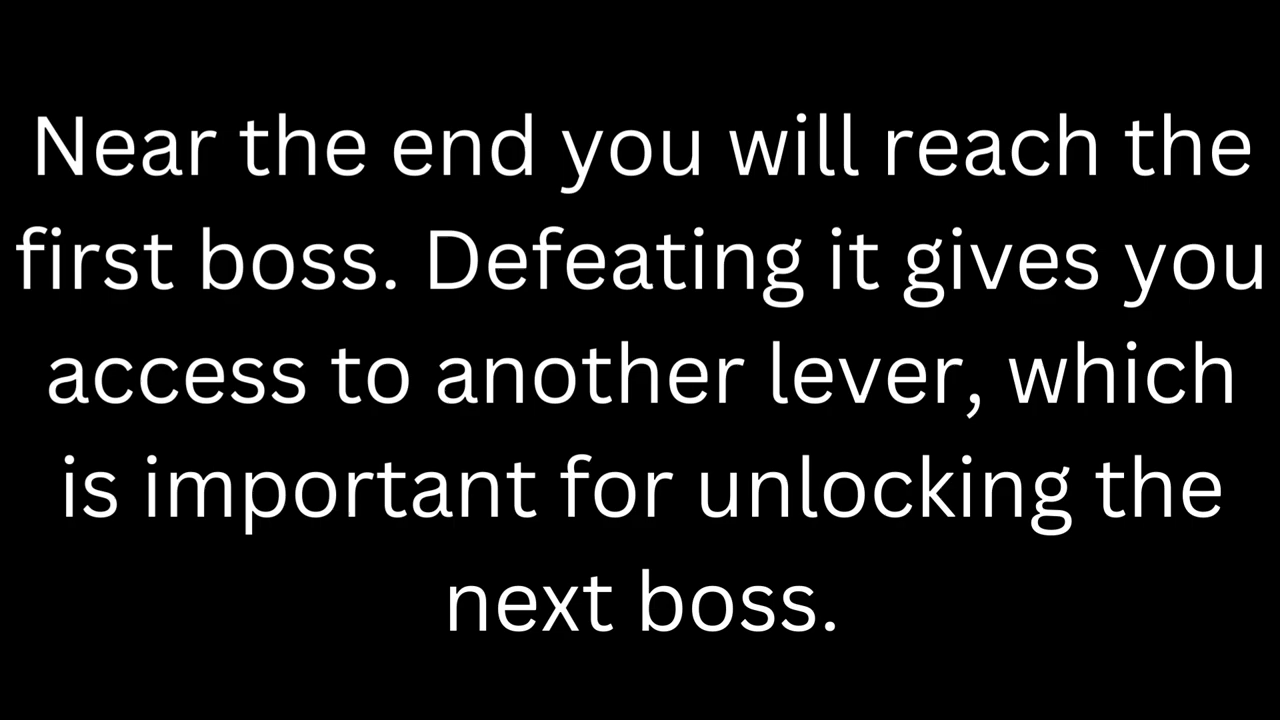 Near the end you will reach the
first boss. Defeating it gives you
access to another lever, which
is important for unlocking the
next boss.